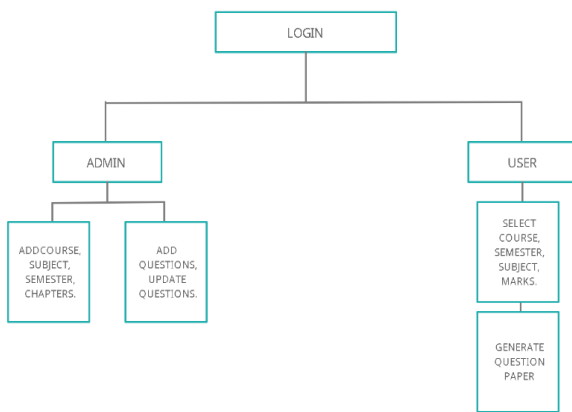 LOGIN
ADMIN
USER
ADDCOURSE,
SUBJECT,
SEMESTER,
CHAPTERS.
ADD
QUESTIONS,
UPDATE
QUESTIONS.
SELECT
COURSE,
SEMESTER,
SUBJECT,
MARKS.
GENERATE
QUESTION
PAPER